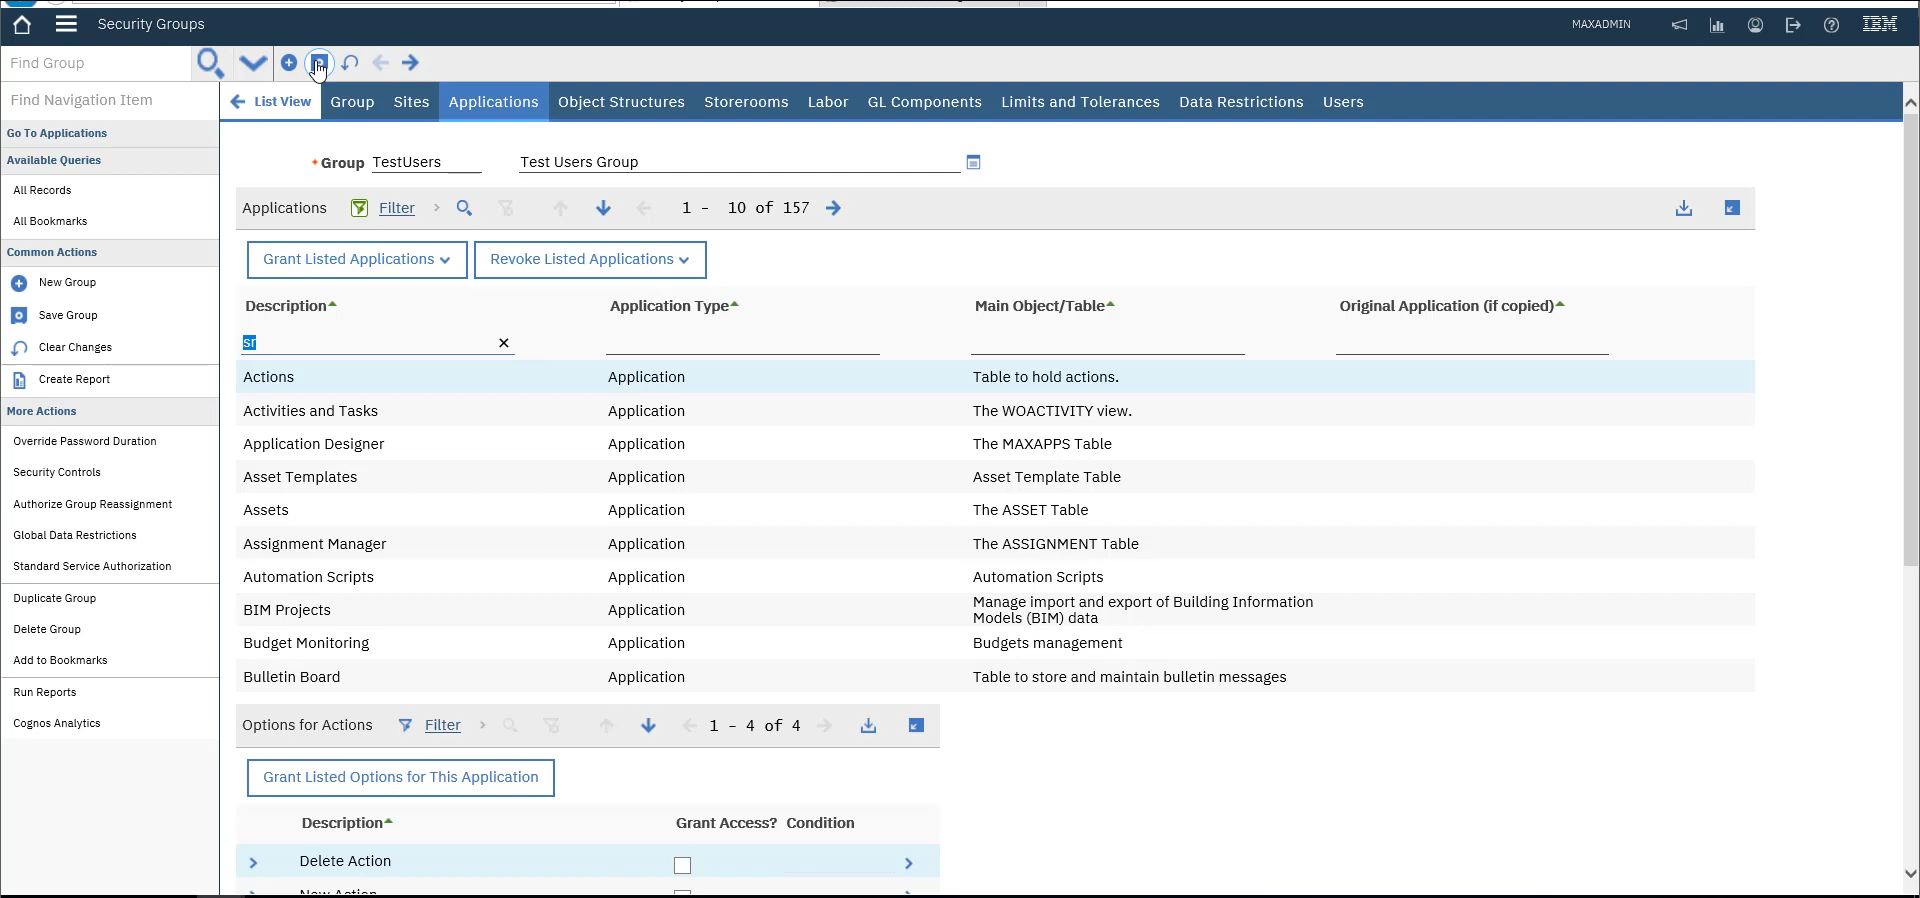 Security Groups
MAXADMIN
IBM
Find Group
Find Navigation Item
Go To Applications
Available Queries
All Records
All Bookmarks
Common Actions
New Group
Save Group
Clear Changes
Create Report
More Actions
Override Password Duration
Security Controls
Authorize Group Reassignment
Global Data Restrictions
Standard Service Authorization
Duplicate Group
Delete Group
Add to Bookmarks
Run Reports
Cognos Analytics
List View Group Sites Applications Object Structures Storerooms Labor GL Components Limits and Tolerances Data Restrictions Users
* Group TestUsers Test Users Group
Applications Filter 1 - 10 of 157
Grant Listed Applications Revoke Listed Applications
Description Application Type Main Object/Table Original Application (if copied)
sr
Actions Application Table to hold actions.
Activities and Tasks Application The WOACTIVITY view.
Application Designer Application The MAXAPPS Table
Asset Templates Application Asset Template Table
Assets Application The ASSET Table
Assignment Manager Application The ASSIGNMENT Table
Automation Scripts Application Automation Scripts
BIM Projects Application Manage import and export of Building Information
Models (BIM) data
Budget Monitoring Application Budgets management
Bulletin Board Application Table to store and maintain bulletin messages
Options for Actions Filter 1 - 4 of 4
Grant Listed Options for This Application
Description Grant Access? Condition
Delete Action
New Action